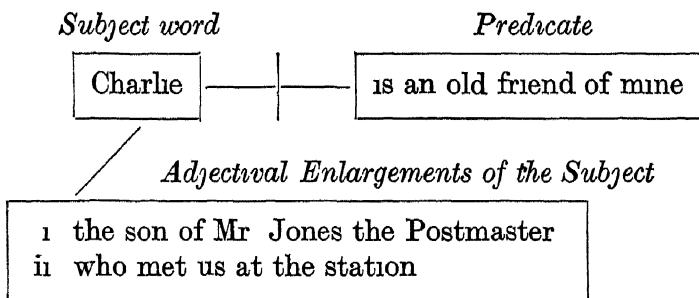 Subject word Predicate
Charlie is an old friend of mine
Adjectival Enlargements of the Subject
i the son of Mr Jones the Postmaster
ii who met us at the station